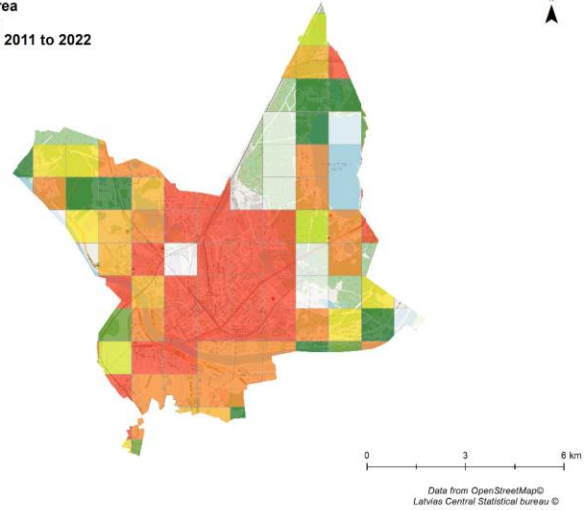 rea
2011 to 2022
0 3 6 km
Data from OpenStreetMap©
Latvias Central Statistical bureau ©